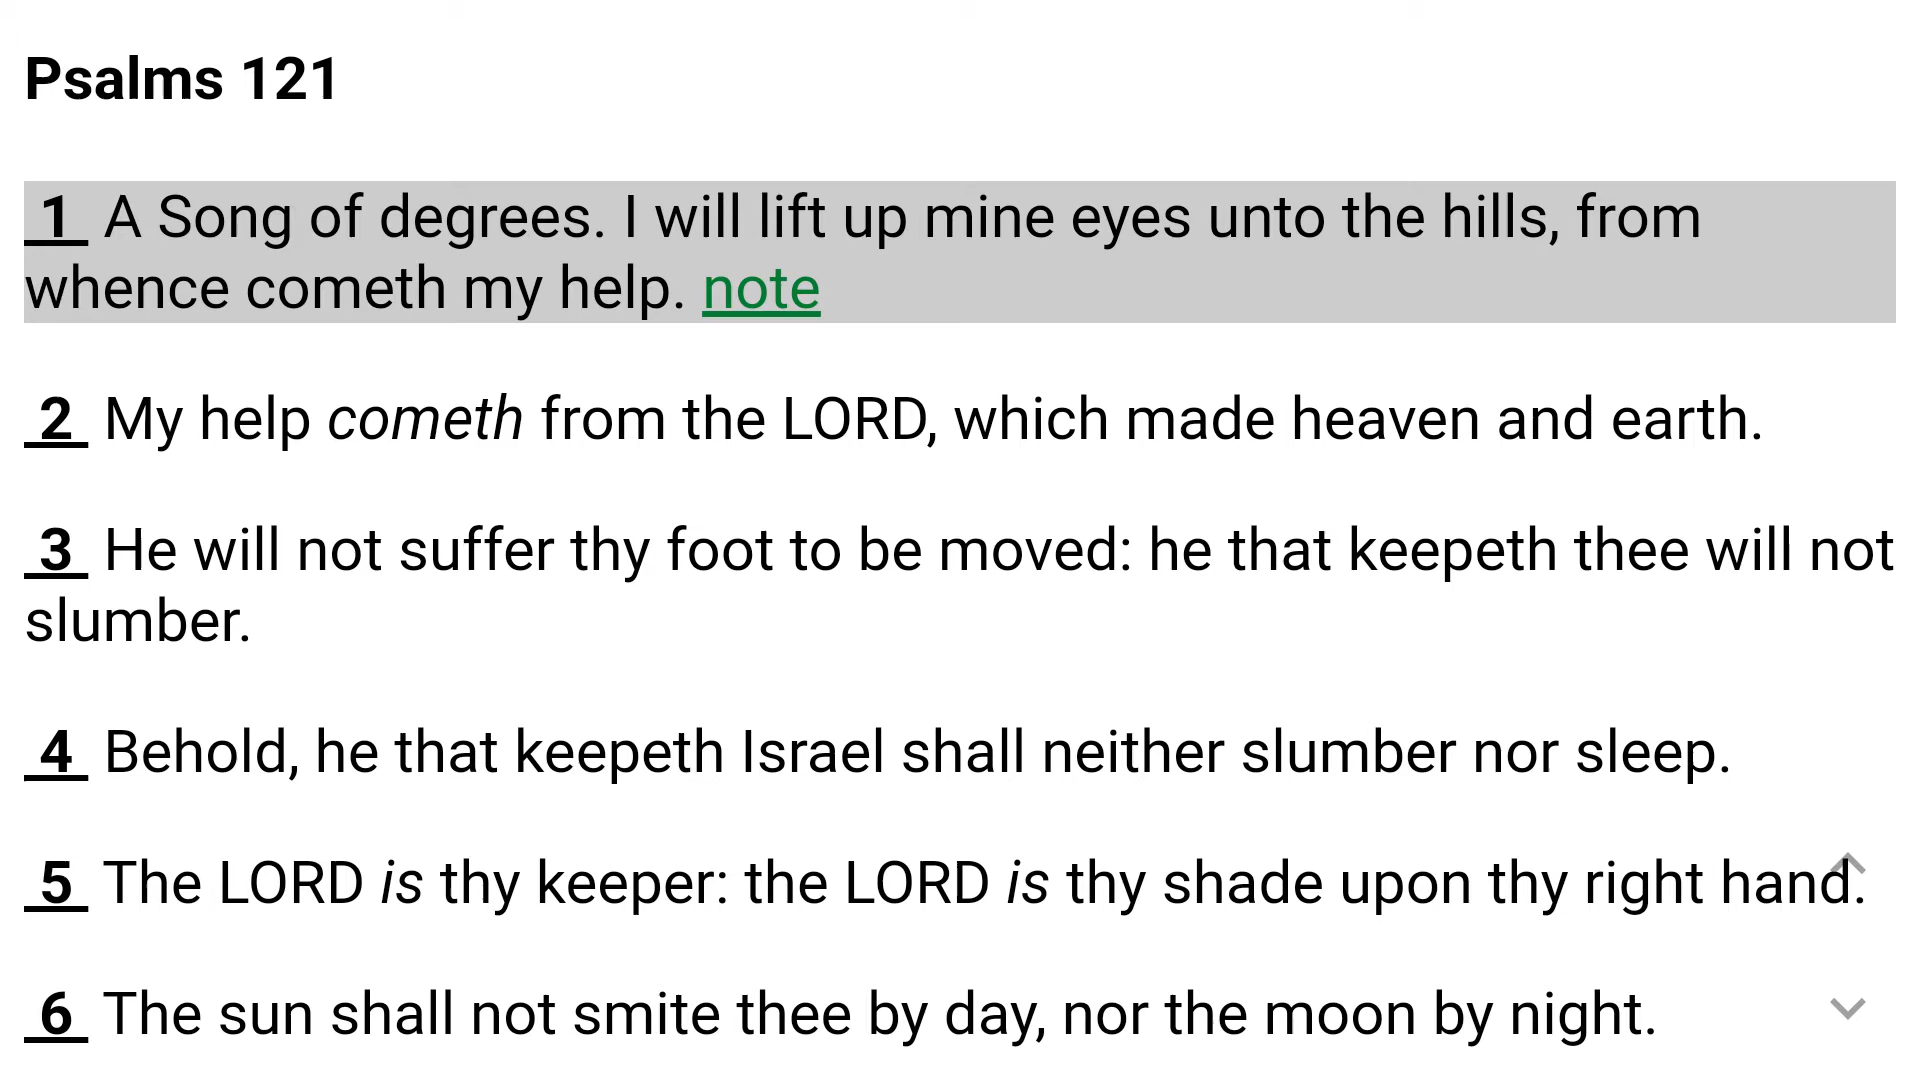 Psalms 121
1 A Song of degrees. I will lift up mine eyes unto the hills, from
whence cometh my help. note
2 My help cometh from the LORD, which made heaven and earth.
3 He will not suffer thy foot to be moved: he that keepeth thee will not
slumber.
4 Behold, he that keepeth Israel shall neither slumber nor sleep.
5 The LORD is thy keeper: the LORD is thy shade upon thy right hand.
6 The sun shall not smite thee by day, nor the moon by night.